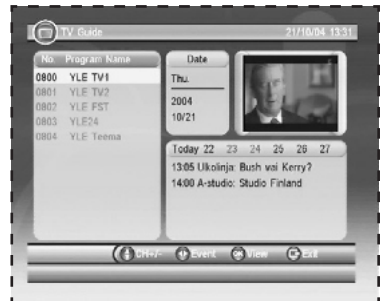 TV Guide 21/10/04 13:31
No. Program Name
0800 YLE TV1
0801 YLE TV2
0802 YLE FST
0803 YLE24
0804 YLE Teema
Date
Thu.
2004
10/21
Today 22 23 24 25 26 27
13:05 Ulkolinja: Bush vai Kerry?
14:00 A-studio: Studio Finland
CH+/- Event OK View Exit